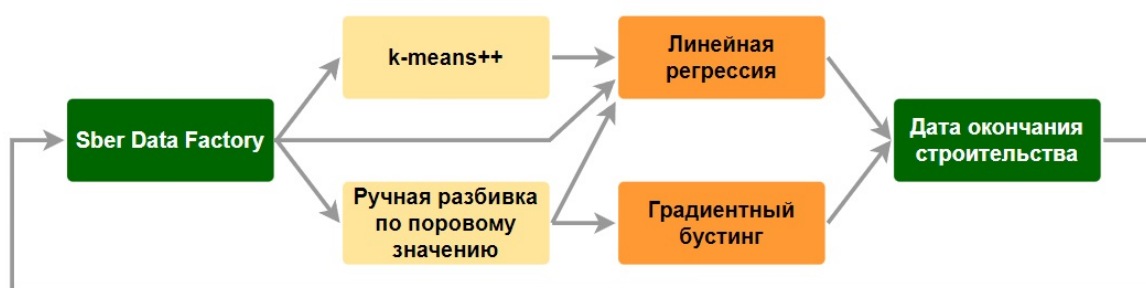 k-means++
Линейная
регрессия
Sber Data Factory
Дата окончания
строительства
Ручная разбивка
по поровому
значению
Градиентный
бустинг